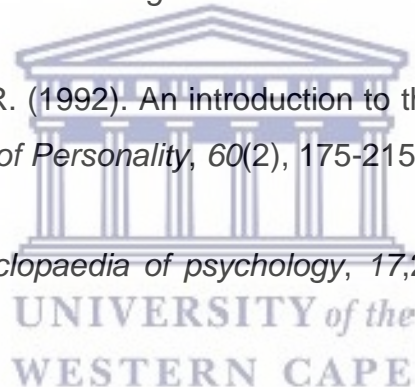 R. (1992). An introduction to th
of Personality, 60(2), 175-215
clopaedia of psychology, 17,2
UNIVERSITY of the
WESTERN CAPE